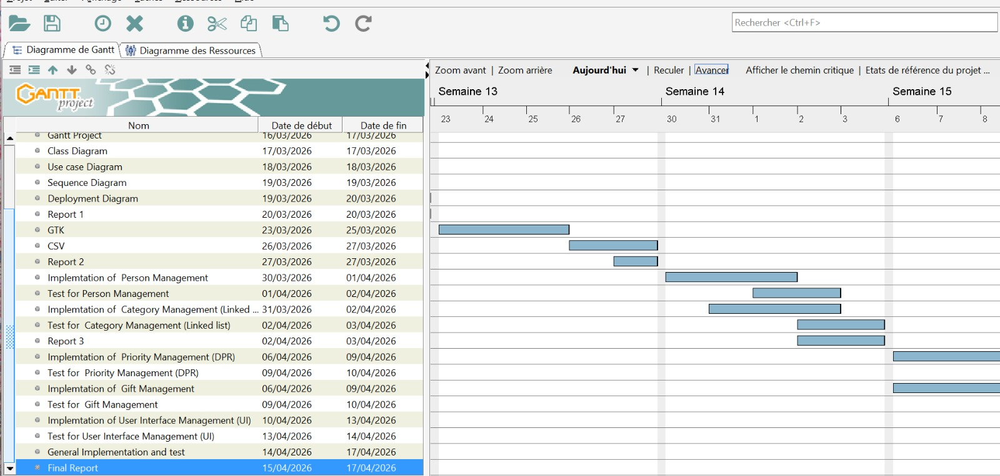 Projet Editer Affichage Tâches Ressources Aide
Rechercher <Ctrl+F>
Diagramme de Gantt Diagramme des Ressources
Zoom avant | Zoom arrière Aujourd'hui | Reculer | Avancer Afficher le chemin critique | Etats de référence du projet ...
GANTT
project
Semaine 13 Semaine 14 Semaine 15
23 24 25 26 27 30 31 1 2 3 6 7 8
Nom Date de début Date de fin
Gantt Project 16/03/2026 17/03/2026
Class Diagram 17/03/2026 17/03/2026
Use case Diagram 18/03/2026 18/03/2026
Sequence Diagram 19/03/2026 19/03/2026
Deployment Diagram 19/03/2026 20/03/2026
Report 1 20/03/2026 20/03/2026
GTK 23/03/2026 25/03/2026
CSV 26/03/2026 27/03/2026
Report 2 27/03/2026 27/03/2026
Implemtation of  Person Management 30/03/2026 01/04/2026
Test for Person Management 01/04/2026 02/04/2026
Implemtation of  Category Management (Linked ... 31/03/2026 02/04/2026
Test for  Category Management (Linked list) 02/04/2026 03/04/2026
Report 3 02/04/2026 03/04/2026
Implemtation of  Priority Management (DPR) 06/04/2026 09/04/2026
Test for  Priority Management (DPR) 09/04/2026 10/04/2026
Implemtation of  Gift Management 06/04/2026 09/04/2026
Test for  Gift Management 09/04/2026 10/04/2026
Implemtation of User Interface Management (UI) 10/04/2026 13/04/2026
Test for User Interface Management (UI) 13/04/2026 14/04/2026
General Implementation and test 14/04/2026 17/04/2026
Final Report 15/04/2026 17/04/2026